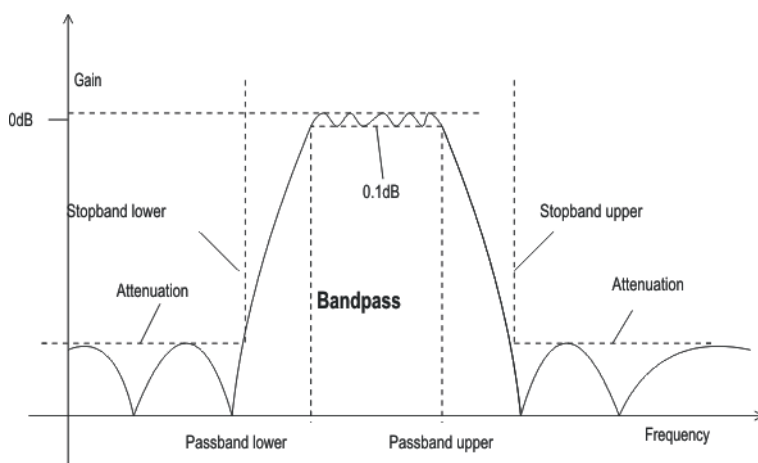 Gain
0dB
0.1dB
Stopband lower
Stopband upper
Attenuation
Bandpass
Attenuation
Passband lower
Passband upper
Frequency